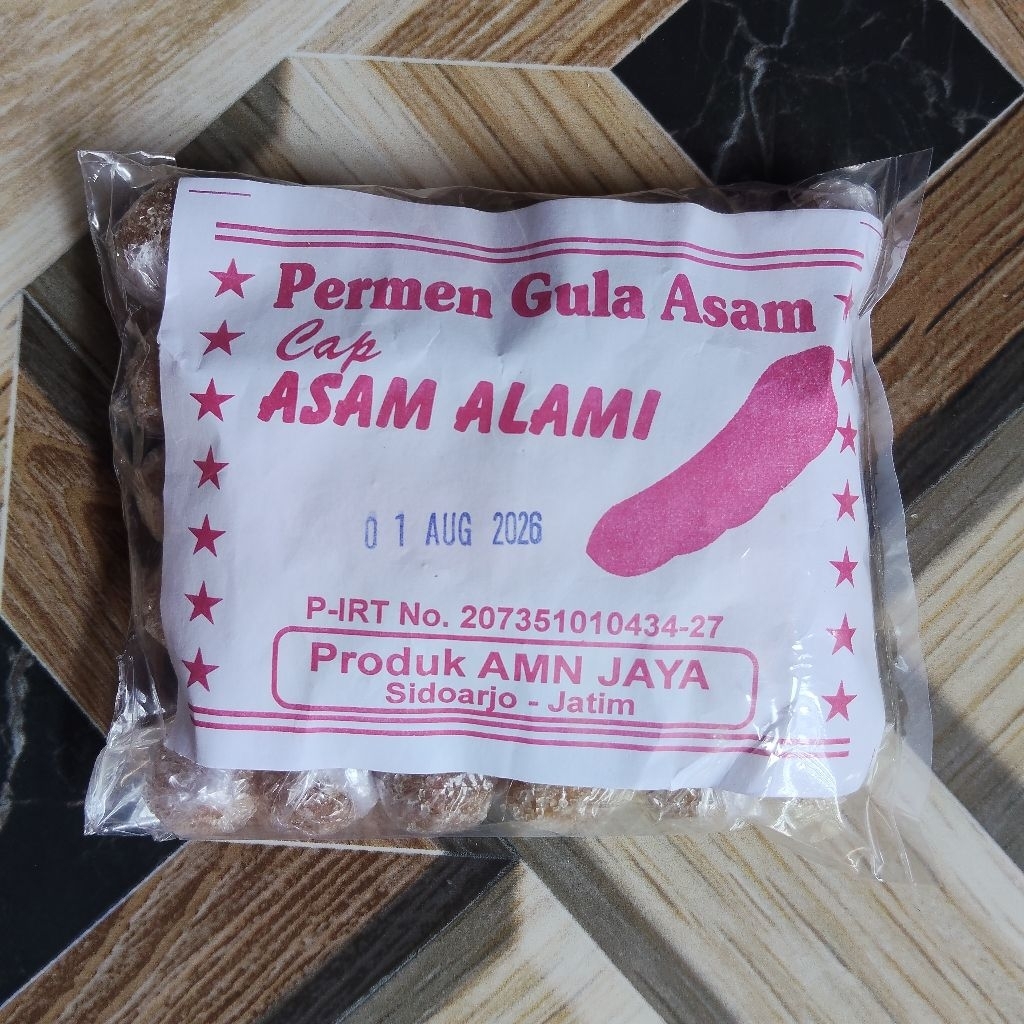 Permen Gula Asam
Cap
ASAM ALAMI
01 AUG 2026
P-IRT No. 207351010434-27
Produk AMN JAYA
Sidoarjo - Jatim